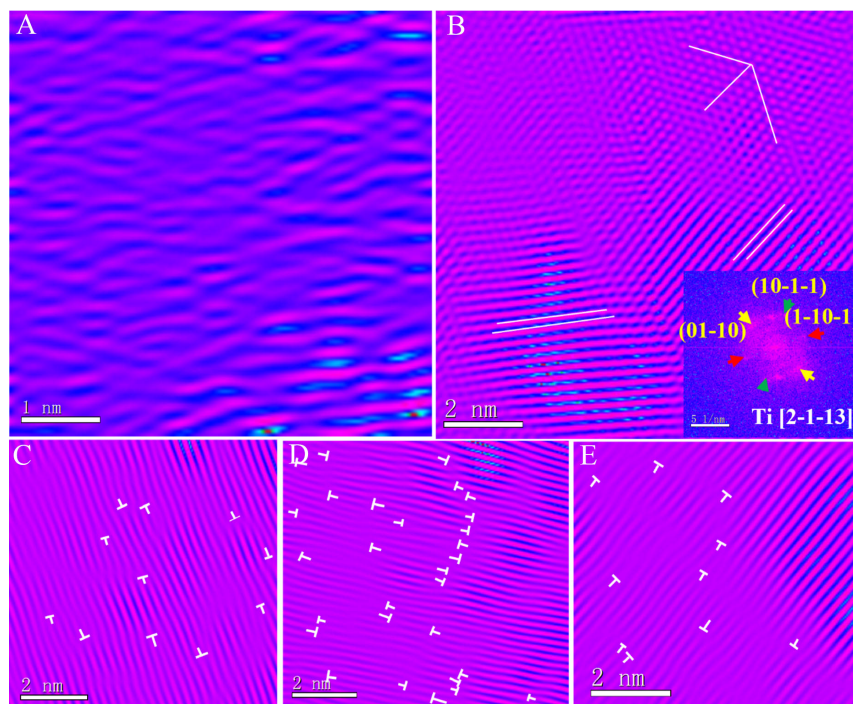 A
B
1 nm
2 nm
(10-1-1)
(1-10-1
(01-10)
5 1/nm
Ti [2-1-13]
C
D
E
2 nm
2 nm
2 nm